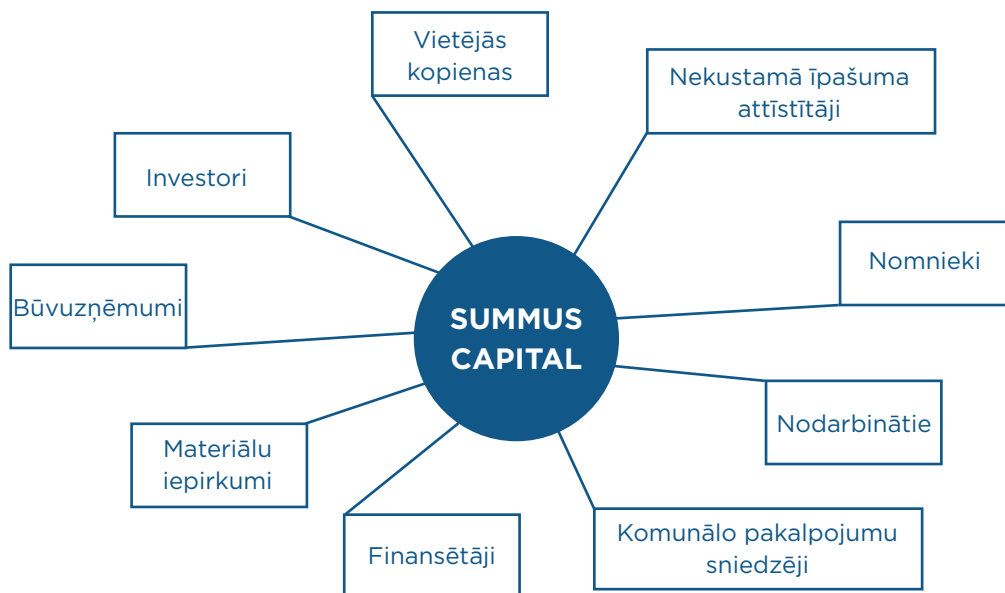 Vietējās
kopienas
Nekustamā īpašuma
attīstītāji
Investori
Nomnieki
Būvuzņēmumi
SUMMUS
CAPITAL
Nodarbinātie
Materiālu
iepirkumi
Finansētāji
Komunālo pakalpojumu
sniedzēji